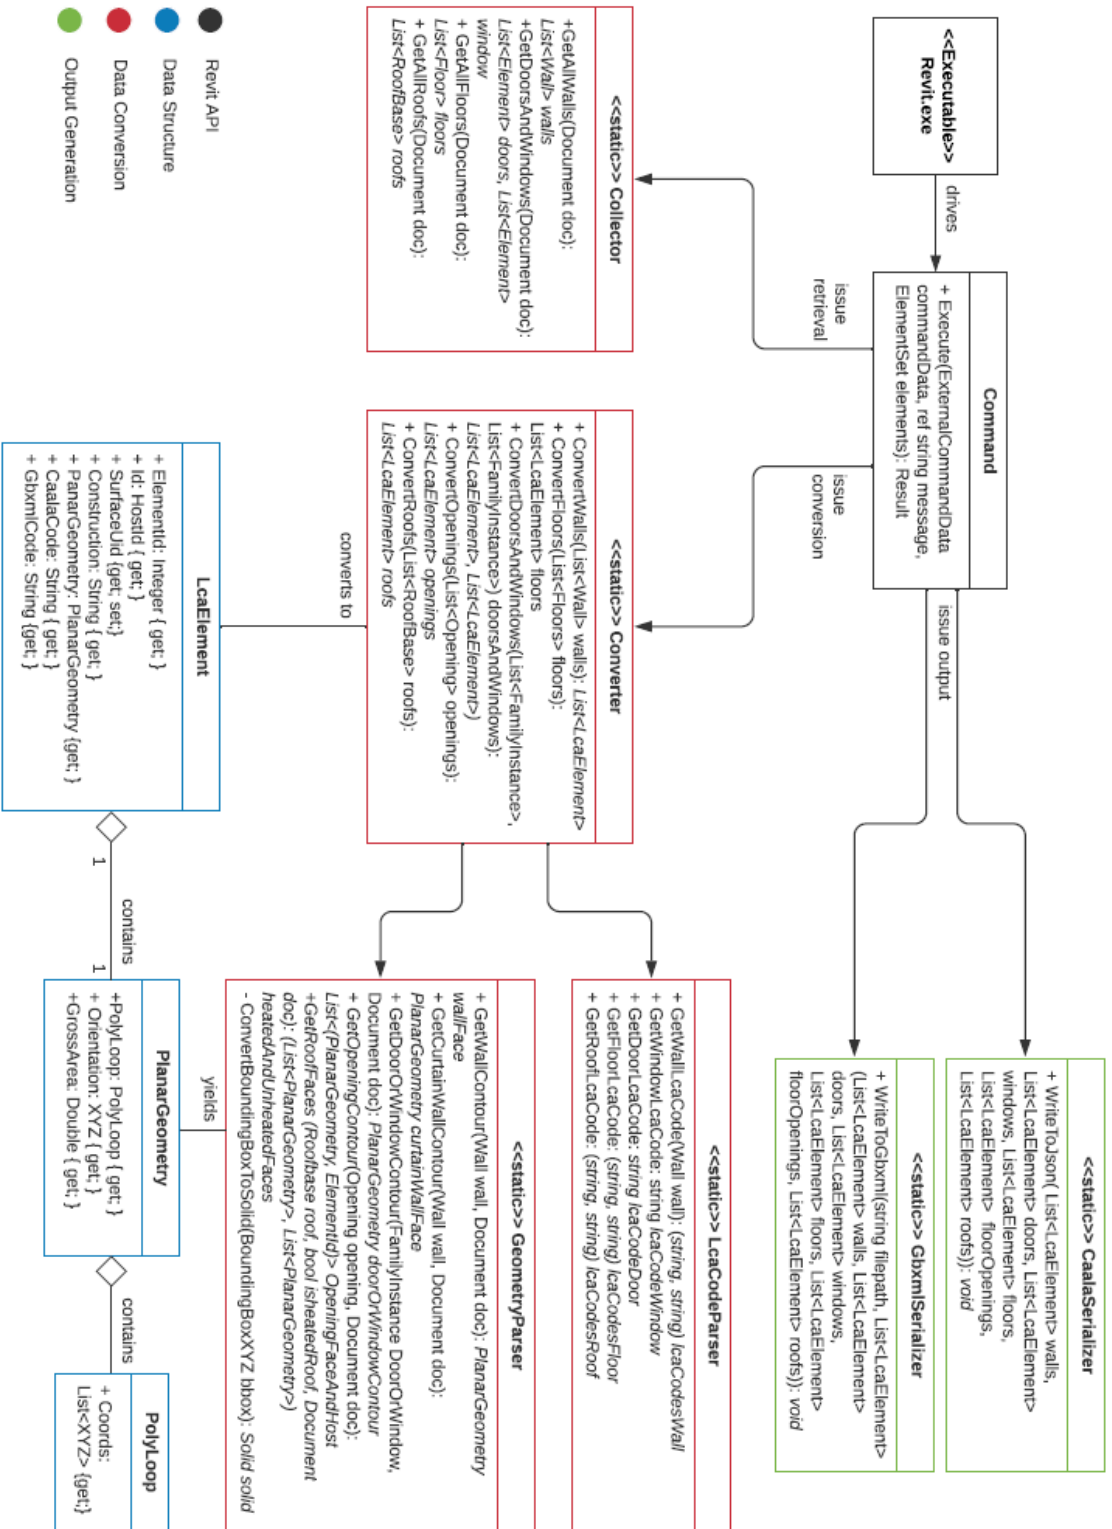 <<Executable>>
Revit.exe
drives
Command
+ Execute(ExternalCommandData
commandData, ref string message,
ElementSet elements): Result
issue
retrieval
issue
conversion
issue output
<<static>> Collector
+GetAllWalls(Document doc):
List<Wall> walls
+GetDoorsAndWindows(Document doc):
List<Element> doors, List<Element>
window
+ GetAllFloors(Document doc):
List<Floor> floors
+ GetAllRoofs(Document doc):
List<RoofBase> roofs
<<static>> Converter
+ ConvertWalls(List<Wall> walls): List<LcaElement>
+ ConvertFloors(List<Floors> floors):
List<LcaElement> floors
+ ConvertDoorsAndWindows(List<FamilyInstance>,
List<FamilyInstance>) doorsAndWindows):
List<LcaElement>, List<LcaElement>)
+ ConvertOpenings(List<Opening> openings):
List<LcaElement> openings
+ ConvertRoofs(List<RoofBase> roofs):
List<LcaElement> roofs
<<static>> CaalaSerializer
+ WriteToJson( List<LcaElement> walls,
List<LcaElement> doors, List<LcaElement>
windows, List<LcaElement> floors,
List<LcaElement> floorOpenings,
List<LcaElement> roofs)): void
<<static>> GbxmlSerializer
+ WriteToGbxml(string filepath, List<LcaElement>
(List<LcaElement> walls, List<LcaElement>
doors, List<LcaElement> windows,
List<LcaElement> floors, List<LcaElement>
floorOpenings, List<LcaElement> roofs)): void
<<static>> LcaCodeParser
+ GetWallLcaCode(Wall wall): (string, string) lcaCodesWall
+ GetWindowLcaCode: string lcaCodeWindow
+ GetDoorLcaCode: string lcaCodeDoor
+ GetFloorLcaCode: (string, string) lcaCodesFloor
+ GetRoofLcaCode: (string, string) lcaCodesRoof
<<static>> GeometryParser
+ GetWallContour(Wall wall, Document doc): PlanarGeometry
wallFace
+ GetCurtainWallContour(Wall wall, Document doc):
PlanarGeometry curtainWallFace
+ GetDoorOrWindowContour(FamilyInstance DoorOrWindow,
Document doc): PlanarGeometry doorOrWindowContour
+ GetOpeningContour(Opening opening, Document doc):
List<(PlanarGeometry, ElementId)> OpeningFaceAndHost
+GetRoofFaces (Roofbase roof, bool isheatedRoof, Document
doc): (List<PlanarGeometry>, List<PlanarGeometry>)
heatedAndUnheatedFaces
- ConvertBoundingBoxToSolid(BoundingBoxXYZ bbox): Solid solid
converts to
yields
LcaElement
+ ElementId: Integer { get; }
+ Id: HostId { get; }
+ SurfaceUid {get; set;}
+ Construction: String { get; }
+ PanarGeometry: PlanarGeometry {get; }
+ CaalaCode: String { get; }
+ GbxmlCode: String {get; }
1
contains
1
PlanarGeometry
+PolyLoop: PolyLoop { get; }
+ Orientation: XYZ { get; }
+GrossArea: Double { get; }
contains
PolyLoop
+ Coords:
List<XYZ> {get;}
Revit API
Data Structure
Data Conversion
Output Generation